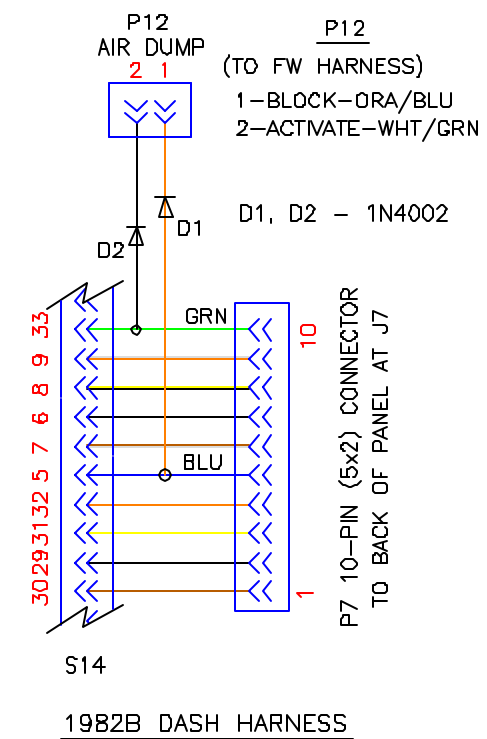 P12
AIR DUMP
2 1
P12
(TO FW HARNESS)
1-BLOCK-ORA/BLU
2-ACTIVATE-WHT/GRN
D1
D2
D1, D2 - 1N4002
GRN
BLU
33
9
8
6
7
5
32
31
29
30
10
1
P7 10-PIN (5x2) CONNECTOR
TO BACK OF PANEL AT J7
S14
1982B DASH HARNESS